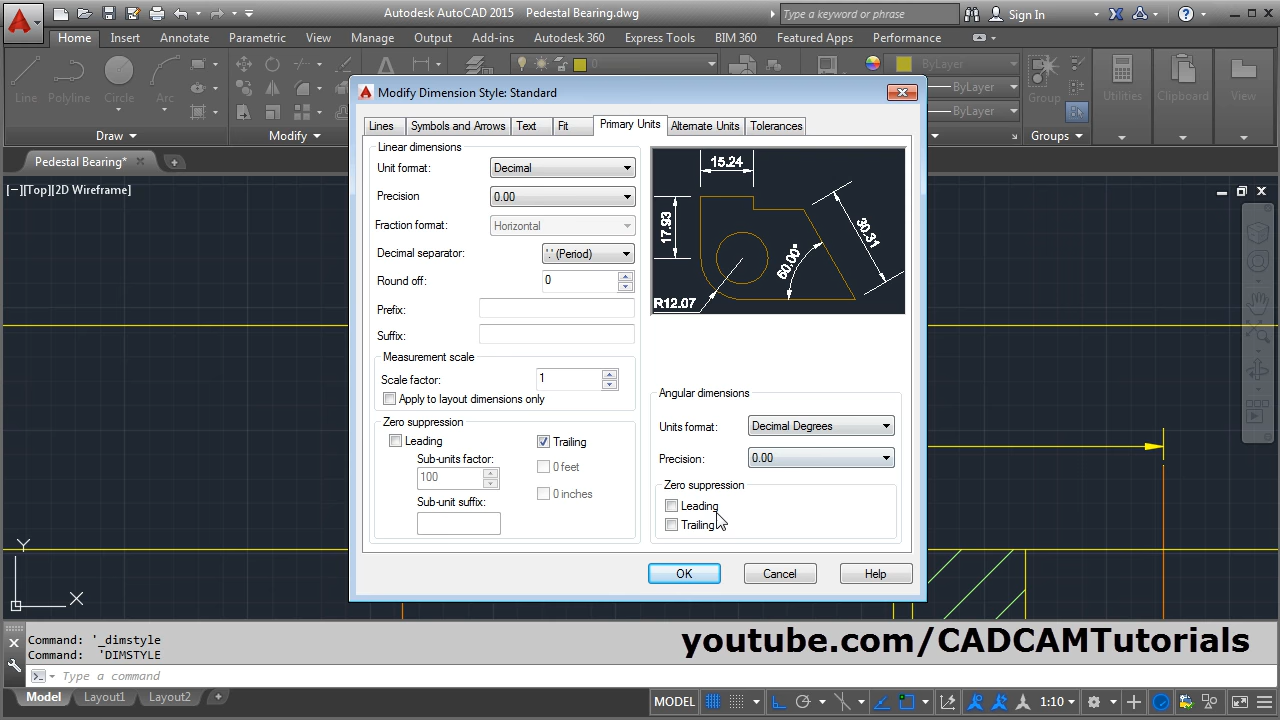 Autodesk AutoCAD 2015 Pedestal Bearing.dwg
Type a keyword or phrase
Sign In
Home Insert Annotate Parametric View Manage Output Add-ins Autodesk 360 Express Tools BIM 360 Featured Apps Performance
Line Polyline Circle Arc
0
ByLayer
ByLayer
ByLayer
Group Utilities Clipboard View
Draw Modify Groups
Pedestal Bearing*
[−][Top][2D Wireframe]
Modify Dimension Style: Standard
Lines Symbols and Arrows Text Fit Primary Units Alternate Units Tolerances
Linear dimensions
Unit format: Decimal
Precision 0.00
Fraction format: Horizontal
Decimal separator: '.' (Period)
Round off: 0
Prefix:
Suffix:
Measurement scale
Scale factor: 1
Apply to layout dimensions only
Zero suppression
Leading Trailing
Sub-units factor: 0 feet
100
Sub-unit suffix: 0 inches
15.24
17.93
30.31
60.00°
R12.07
Angular dimensions
Units format: Decimal Degrees
Precision: 0.00
Zero suppression
Leading
Trailing
OK Cancel Help
Y
X
Command: '_dimstyle
Command: 'DIMSTYLE
Type a command
youtube.com/CADCAMTutorials
Model Layout1 Layout2
MODEL 1:10